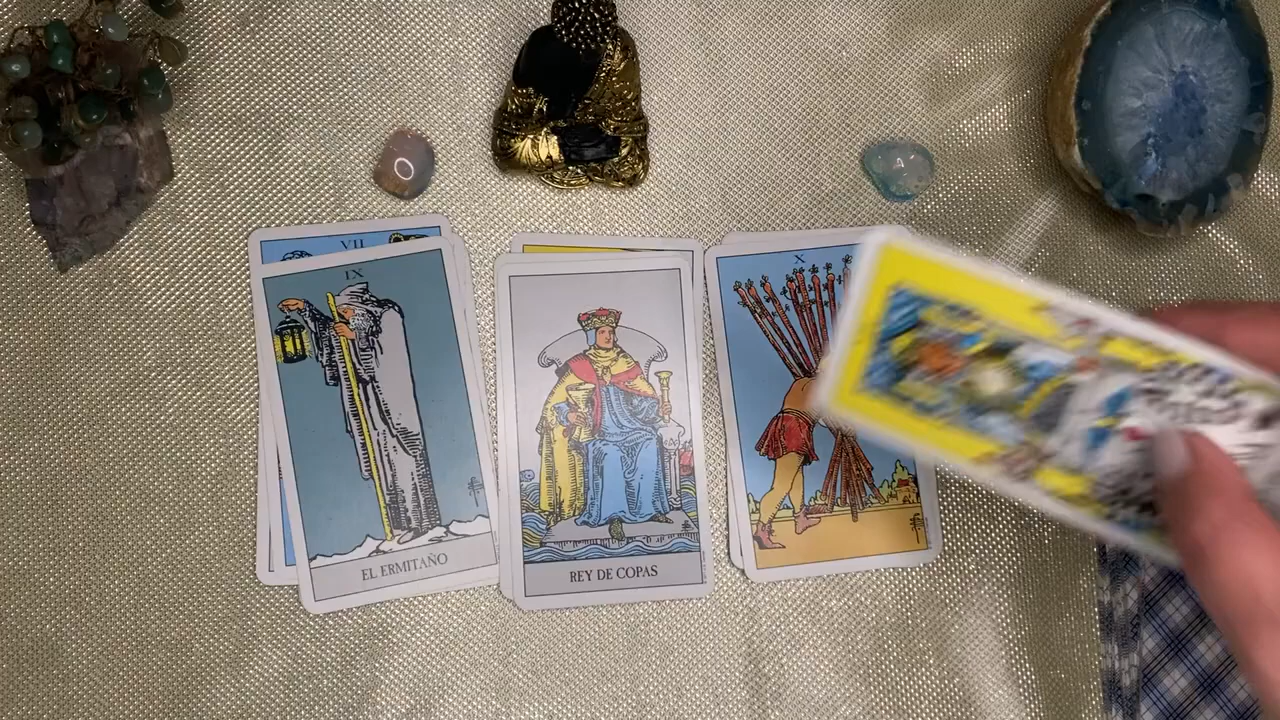 VII
IX
EL ERMITAÑO
REY DE COPAS
X